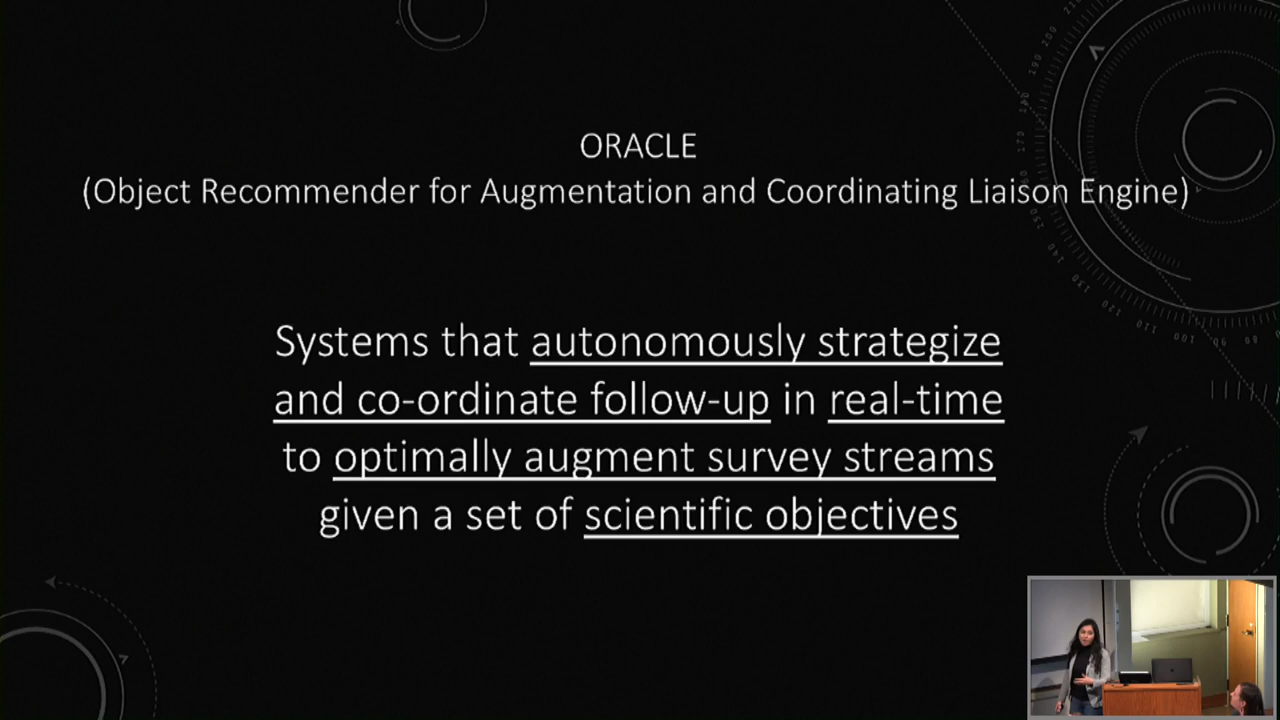 ORACLE
(Object Recommender for Augmentation and Coordinating Liaison Engine)
Systems that autonomously strategize
and co-ordinate follow-up in real-time
to optimally augment survey streams
given a set of scientific objectives